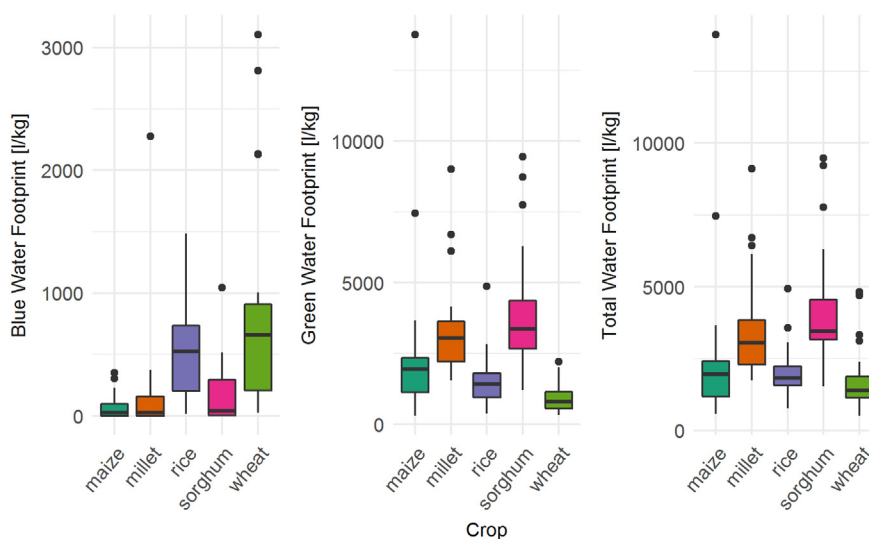 Blue Water Footprint [l/kg]
3000
2000
1000
0
maize
millet
rice
sorghum
wheat
Green Water Footprint [l/kg]
10000
5000
0
maize
millet
rice
sorghum
wheat
Crop
Total Water Footprint [l/kg]
10000
5000
0
maize
millet
rice
sorghum
wheat